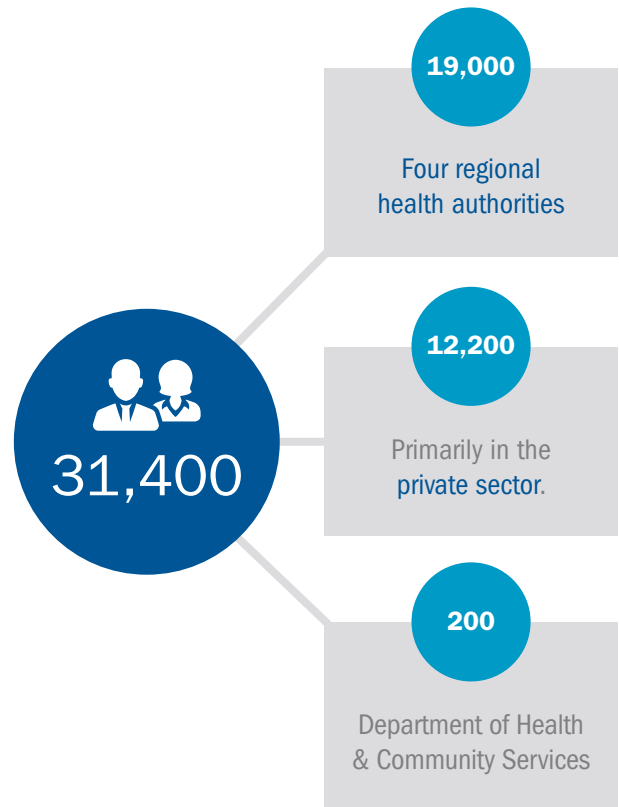 19,000
Four regional
health authorities
31,400
12,200
Primarily in the
private sector.
200
Department of Health
& Community Services